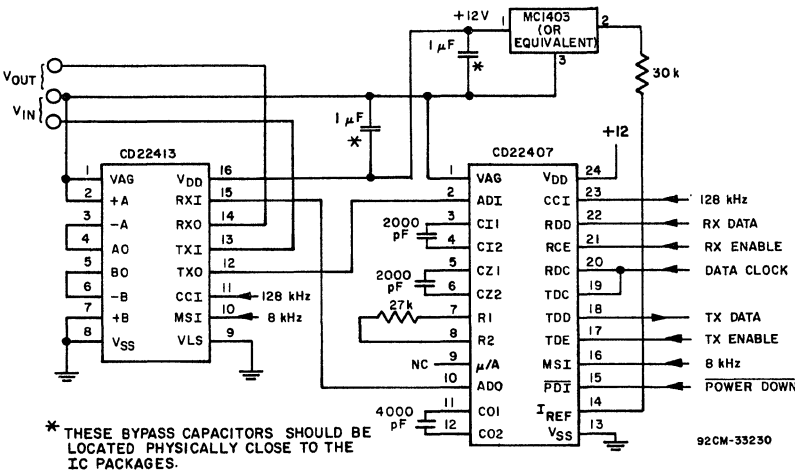 +12V
1
MC1403
(OR
EQUIVALENT)
2
3
1 µF
*
30 k
VOUT
VIN
1 µF
*
+12
CD22413
1 VAG VDD 16
2 +A RXI 15
3 -A RXO 14
4 AO TXI 13
5 BO TXO 12
6 -B CCI 11 128 kHz
7 +B MSI 10 8 kHz
8 VSS VLS 9
CD22407
1 VAG VDD 24
2 ADI CCI 23 128 kHz
2000 pF 3 CI1 RDD 22 RX DATA
4 CI2 RCE 21 RX ENABLE
2000 pF 5 CZ1 RDC 20 DATA CLOCK
6 CZ2 TDC 19
27k 7 R1 TDD 18 TX DATA
8 R2 TDE 17 TX ENABLE
NC 9 µ/A MSI 16 8 kHz
10 ADO PDI 15 POWER DOWN
4000 pF 11 CO1 IREF 14
12 CO2 VSS 13
* THESE BYPASS CAPACITORS SHOULD BE
LOCATED PHYSICALLY CLOSE TO THE
IC PACKAGES.
92CM-33230